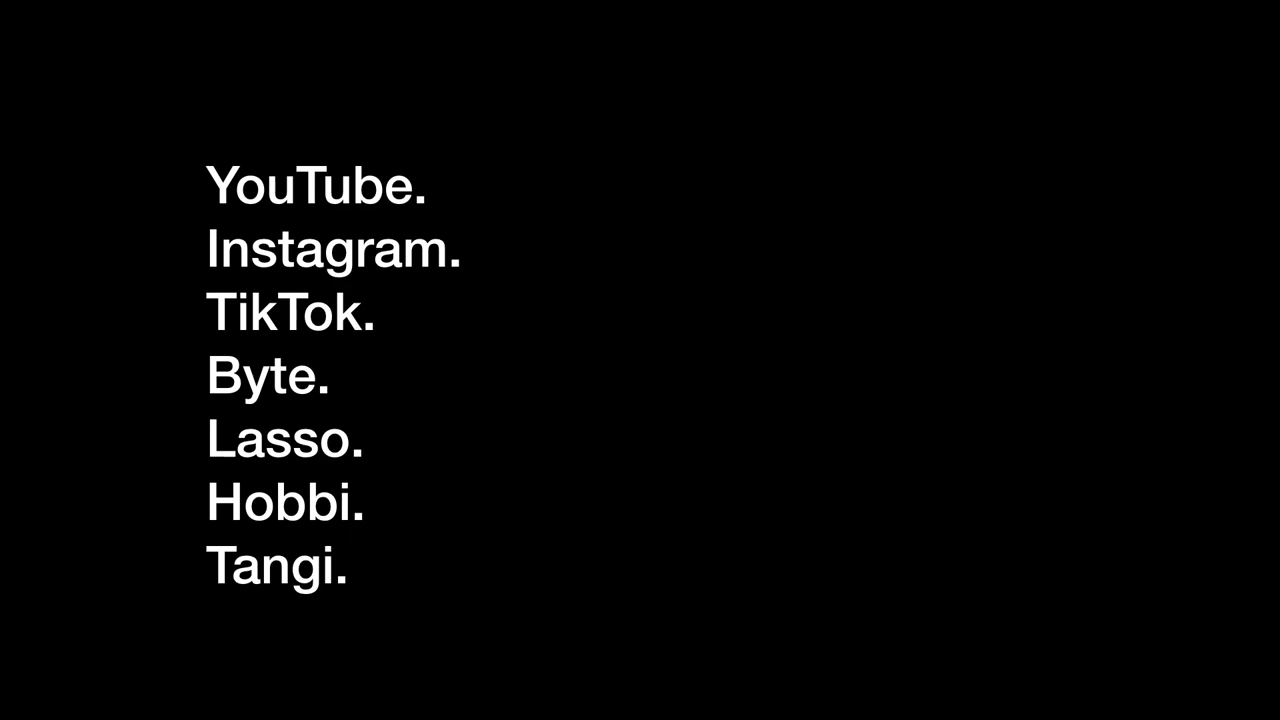 YouTube.
Instagram.
TikTok.
Byte.
Lasso.
Hobbi.
Tangi.